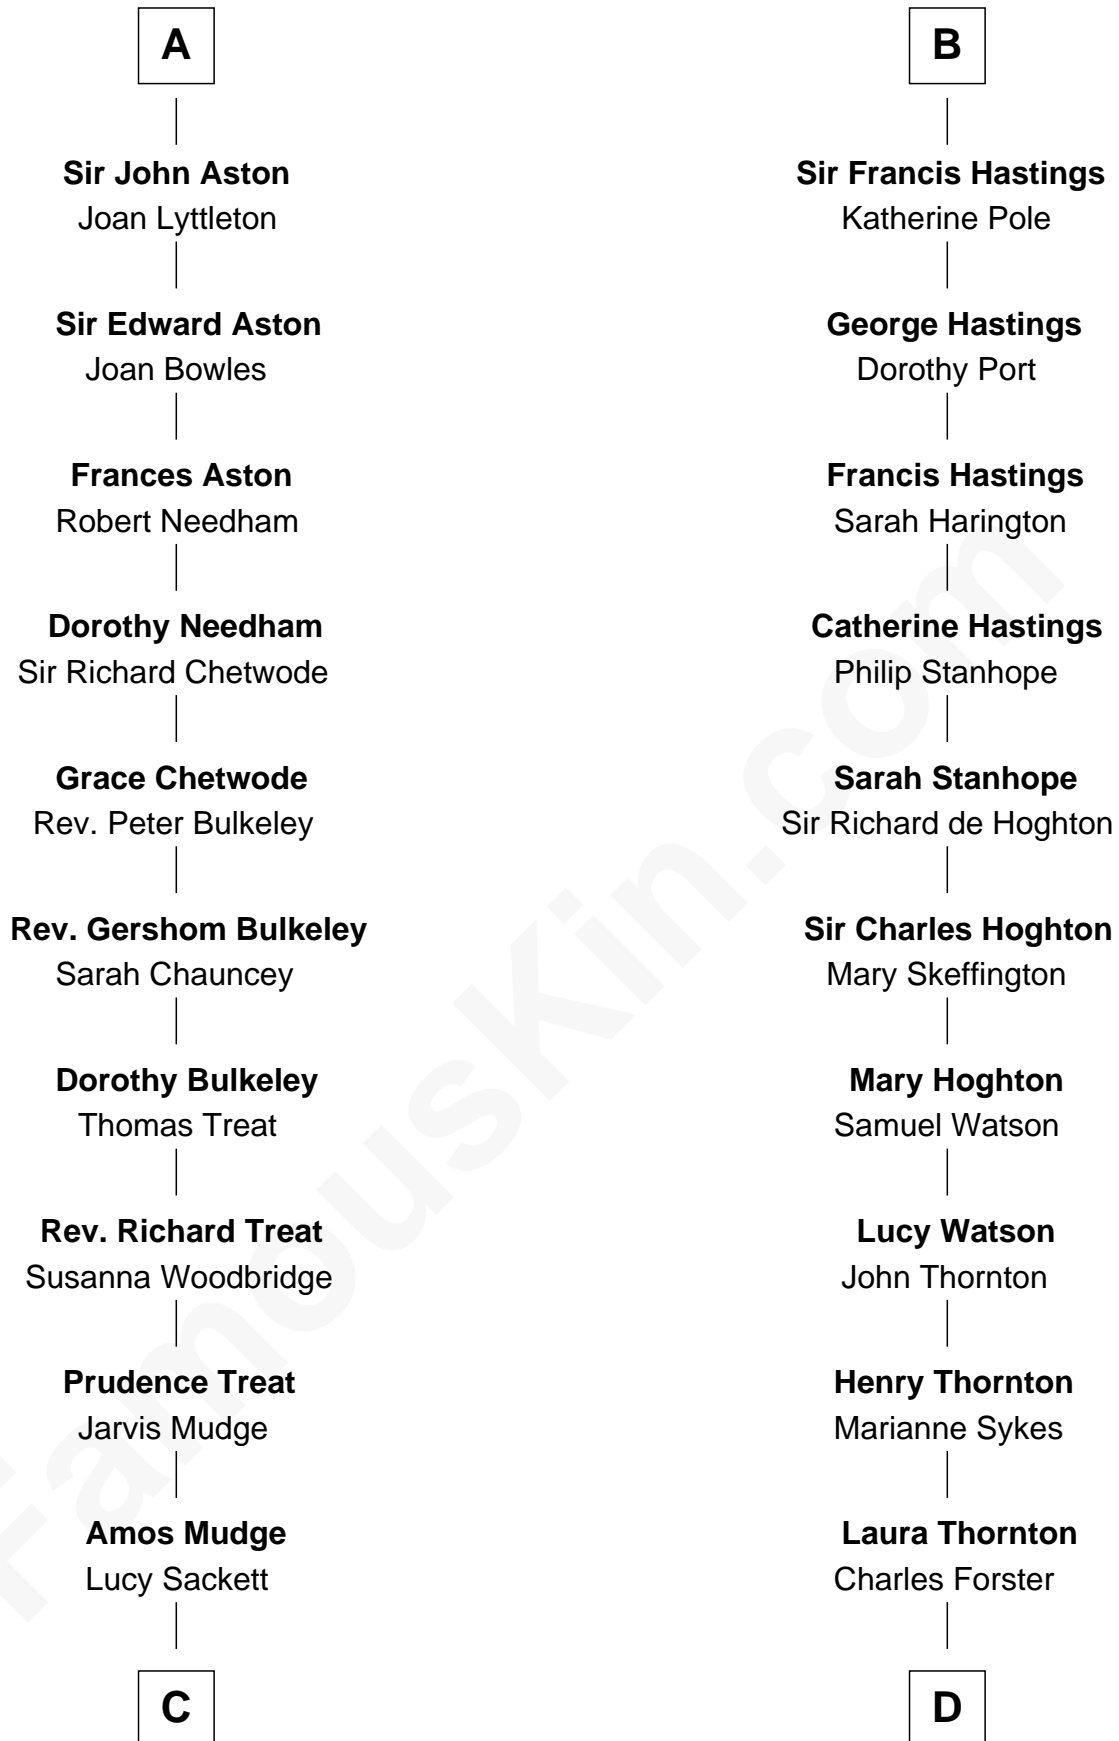 A
Sir John Aston
Joan Lyttleton
Sir Edward Aston
Joan Bowles
Frances Aston
Robert Needham
Dorothy Needham
Sir Richard Chetwode
Grace Chetwode
Rev. Peter Bulkeley
Rev. Gershom Bulkeley
Sarah Chauncey
Dorothy Bulkeley
Thomas Treat
Rev. Richard Treat
Susanna Woodbridge
Prudence Treat
Jarvis Mudge
Amos Mudge
Lucy Sackett
C
B
Sir Francis Hastings
Katherine Pole
George Hastings
Dorothy Port
Francis Hastings
Sarah Harington
Catherine Hastings
Philip Stanhope
Sarah Stanhope
Sir Richard de Hoghton
Sir Charles Hoghton
Mary Skeffington
Mary Hoghton
Samuel Watson
Lucy Watson
John Thornton
Henry Thornton
Marianne Sykes
Laura Thornton
Charles Forster
D
FamousKin.com